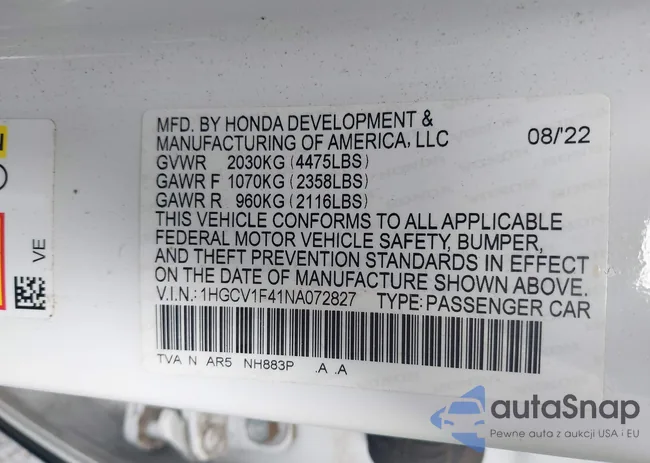 MFD. BY HONDA DEVELOPMENT &
MANUFACTURING OF AMERICA, LLC 08/'22
GVWR 2030KG (4475LBS)
GAWR F 1070KG (2358LBS)
GAWR R 960KG (2116LBS)
THIS VEHICLE CONFORMS TO ALL APPLICABLE
FEDERAL MOTOR VEHICLE SAFETY, BUMPER,
AND THEFT PREVENTION STANDARDS IN EFFECT
ON THE DATE OF MANUFACTURE SHOWN ABOVE.
V.I.N.: 1HGCV1F41NA072827 TYPE: PASSENGER CAR
TVA N AR5 NH883P .A .A
VE
autaSnap
Pewne auta z aukcji USA i EU